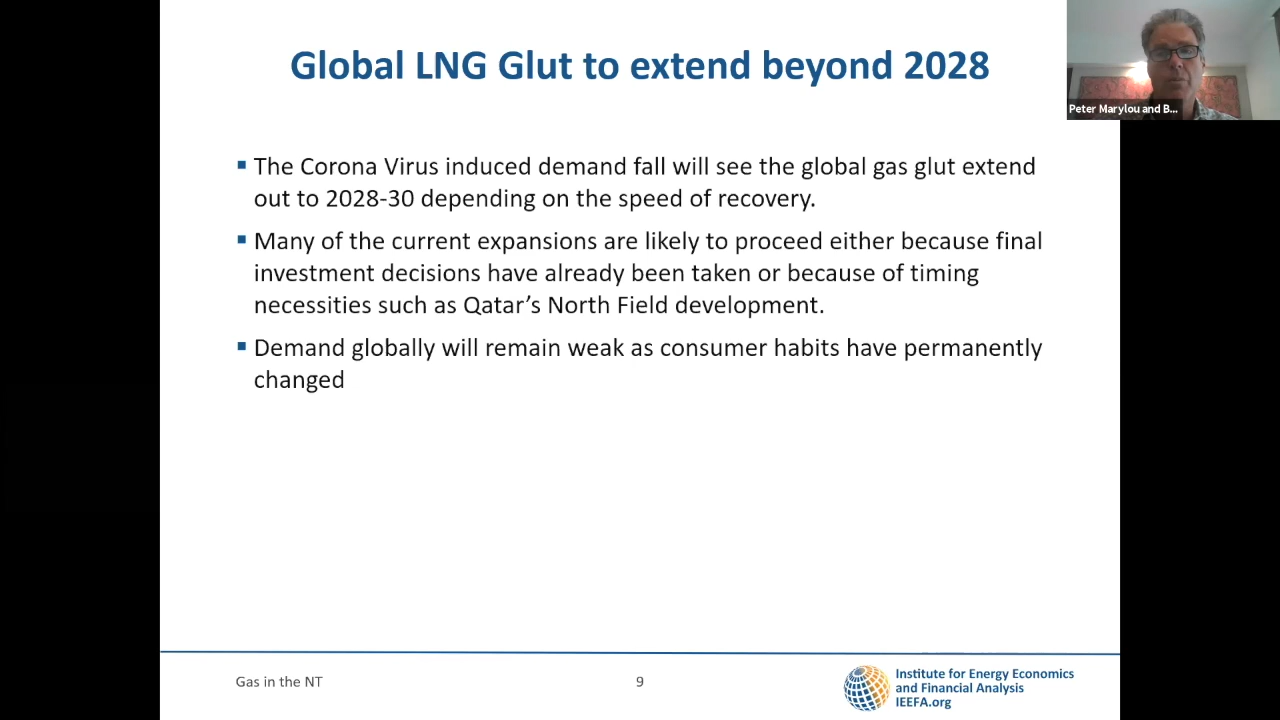 Global LNG Glut to extend beyond 2028
Peter Marylou and B...
▪ The Corona Virus induced demand fall will see the global gas glut extend
out to 2028-30 depending on the speed of recovery.
▪ Many of the current expansions are likely to proceed either because final
investment decisions have already been taken or because of timing
necessities such as Qatar’s North Field development.
▪ Demand globally will remain weak as consumer habits have permanently
changed
Gas in the NT
9
Institute for Energy Economics
and Financial Analysis
IEEFA.org